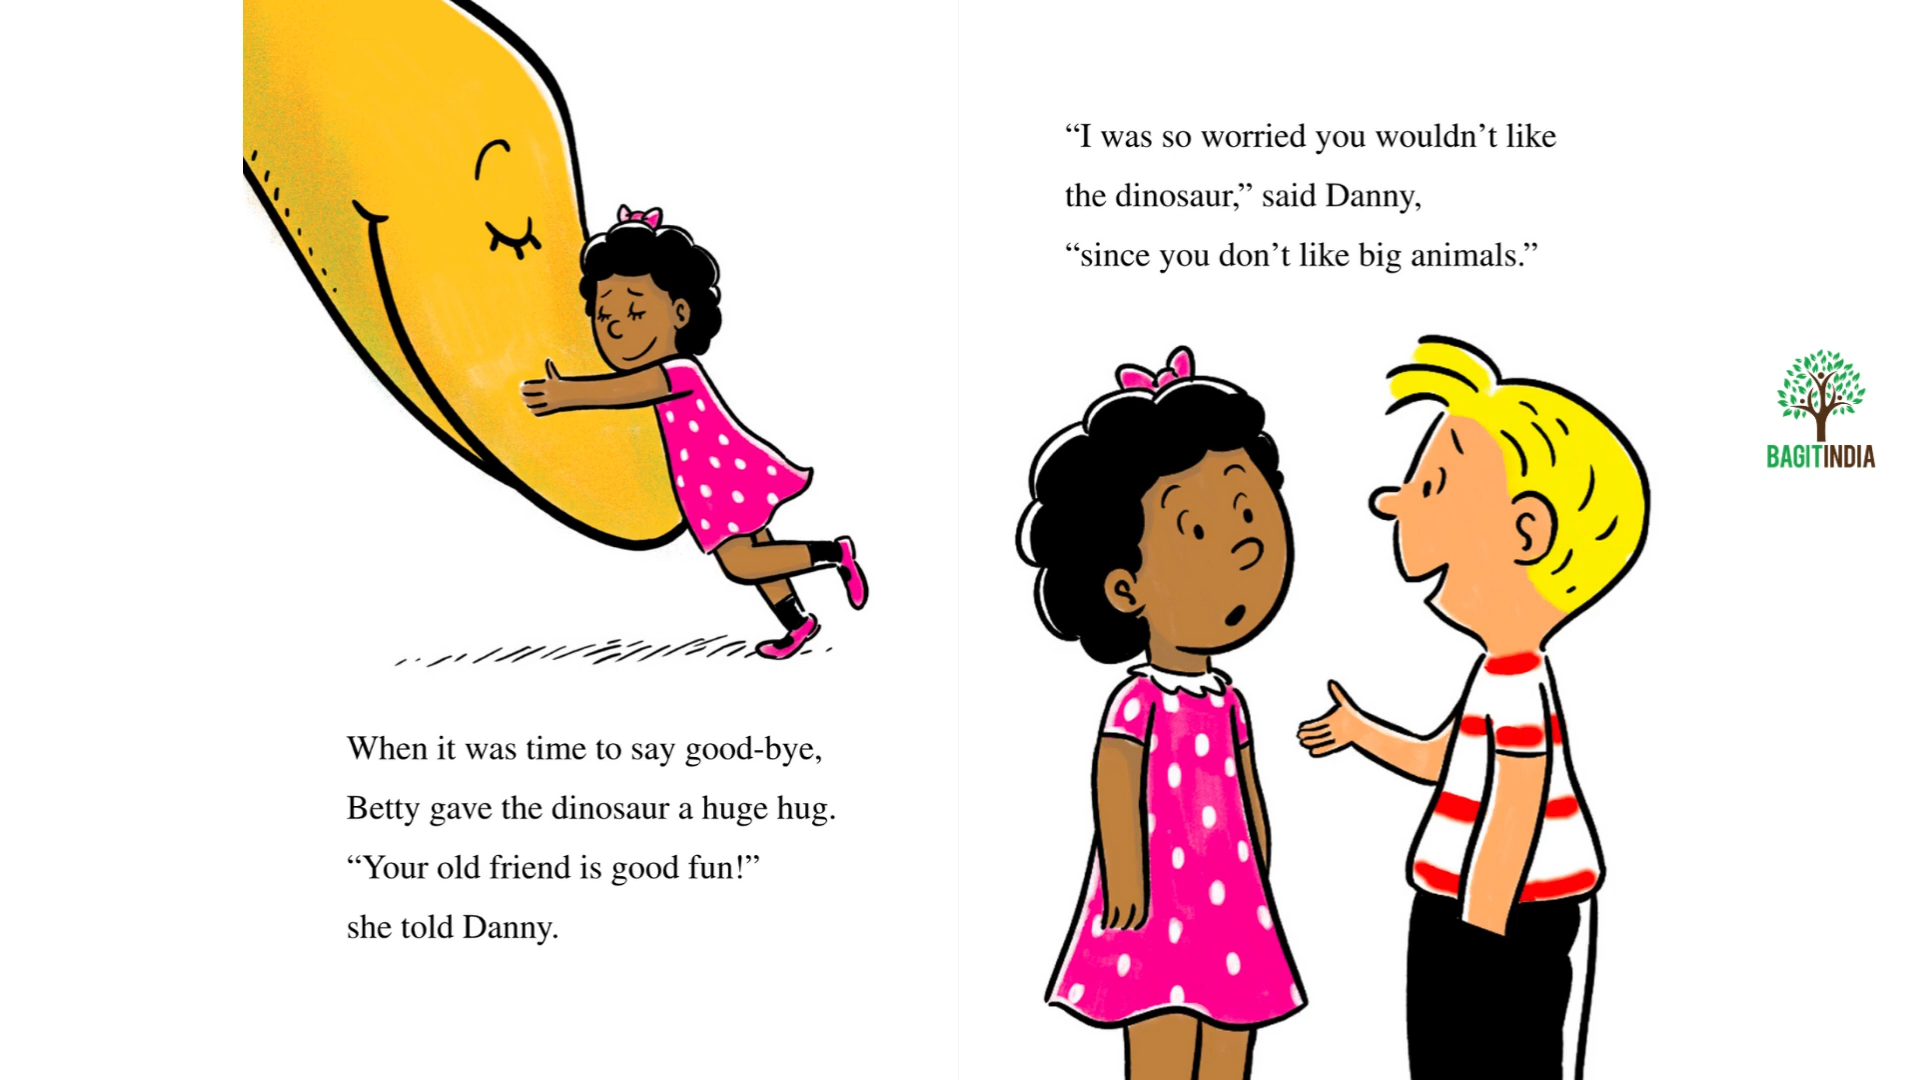 When it was time to say good-bye,
Betty gave the dinosaur a huge hug.
“Your old friend is good fun!”
she told Danny.
“I was so worried you wouldn’t like
the dinosaur,” said Danny,
“since you don’t like big animals.”
BAGITINDIA